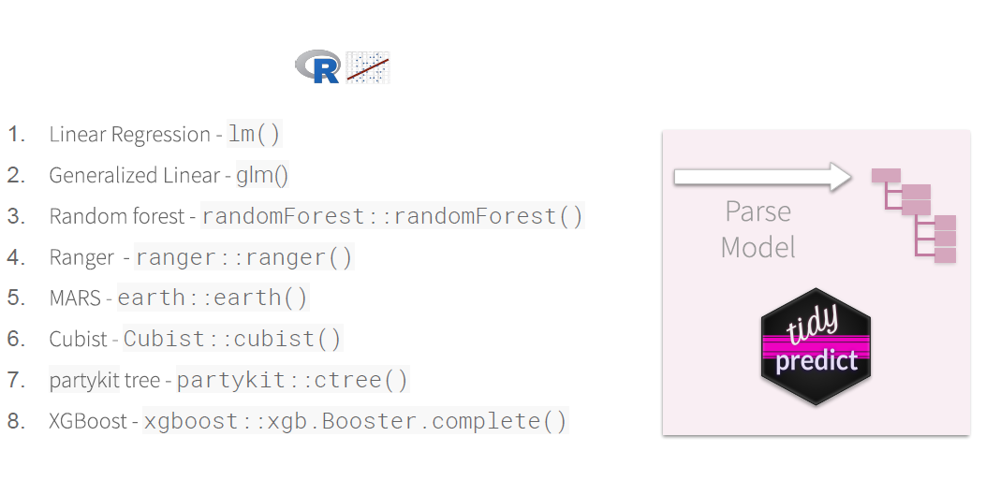 R
1. Linear Regression - lm()
2. Generalized Linear - glm()
3. Random forest - randomForest::randomForest()
4. Ranger - ranger::ranger()
5. MARS - earth::earth()
6. Cubist - Cubist::cubist()
7. partykit tree - partykit::ctree()
8. XGBoost - xgboost::xgb.Booster.complete()
Parse
Model
tidy
predict